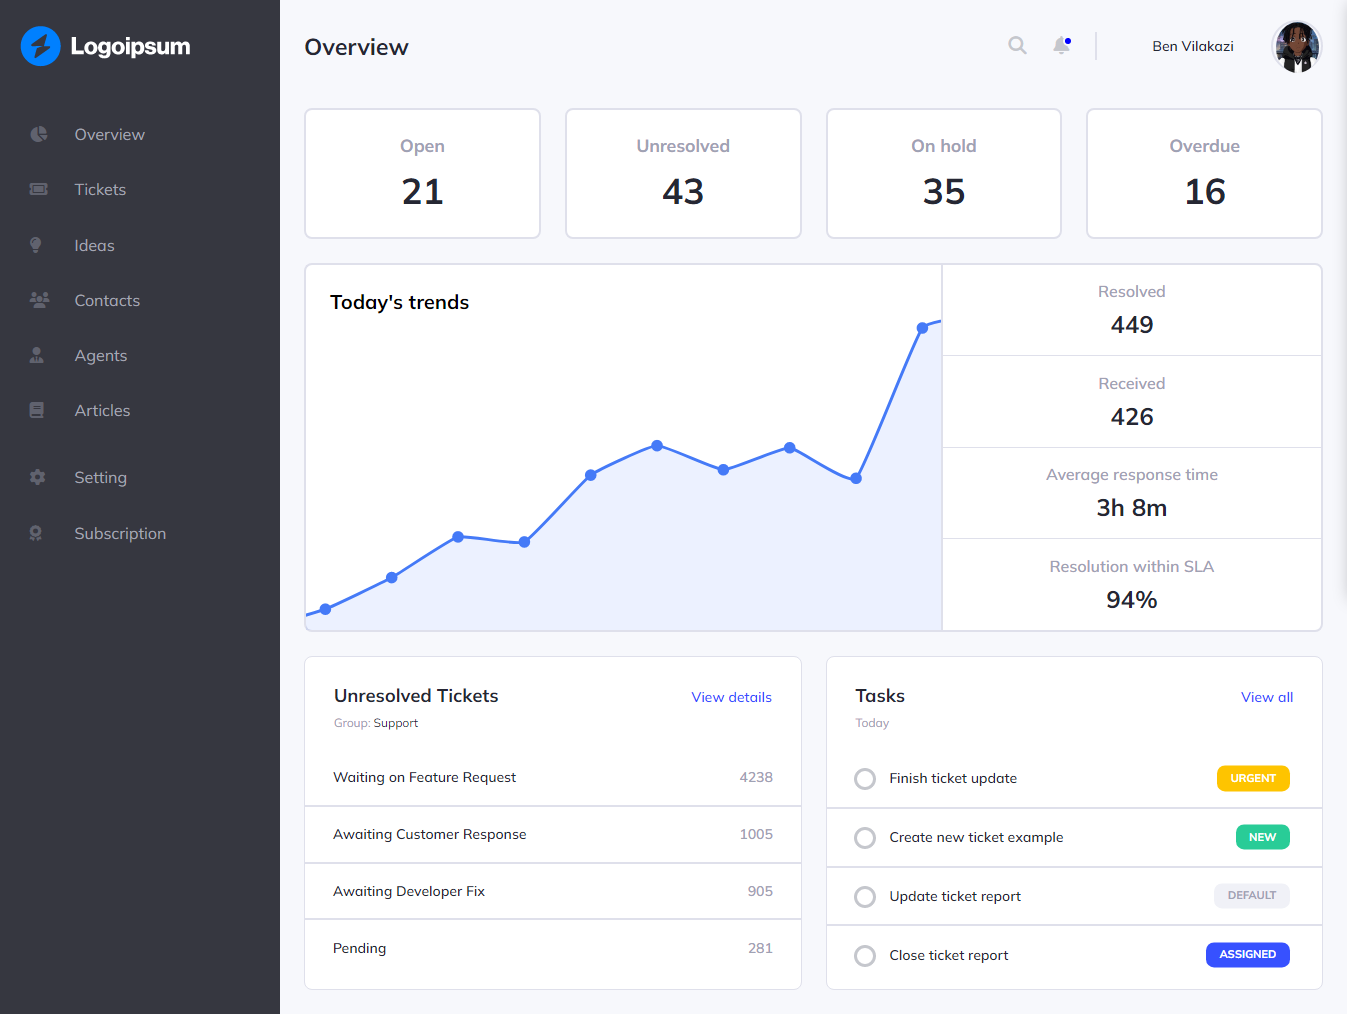 Logoipsum
Overview
Tickets
Ideas
Contacts
Agents
Articles
Setting
Subscription
Overview
Ben Vilakazi
Open
21
Unresolved
43
On hold
35
Overdue
16
Today's trends
Resolved
449
Received
426
Average response time
3h 8m
Resolution within SLA
94%
Unresolved Tickets
View details
Group: Support
Waiting on Feature Request
4238
Awaiting Customer Response
1005
Awaiting Developer Fix
905
Pending
281
Tasks
View all
Today
Finish ticket update
URGENT
Create new ticket example
NEW
Update ticket report
DEFAULT
Close ticket report
ASSIGNED